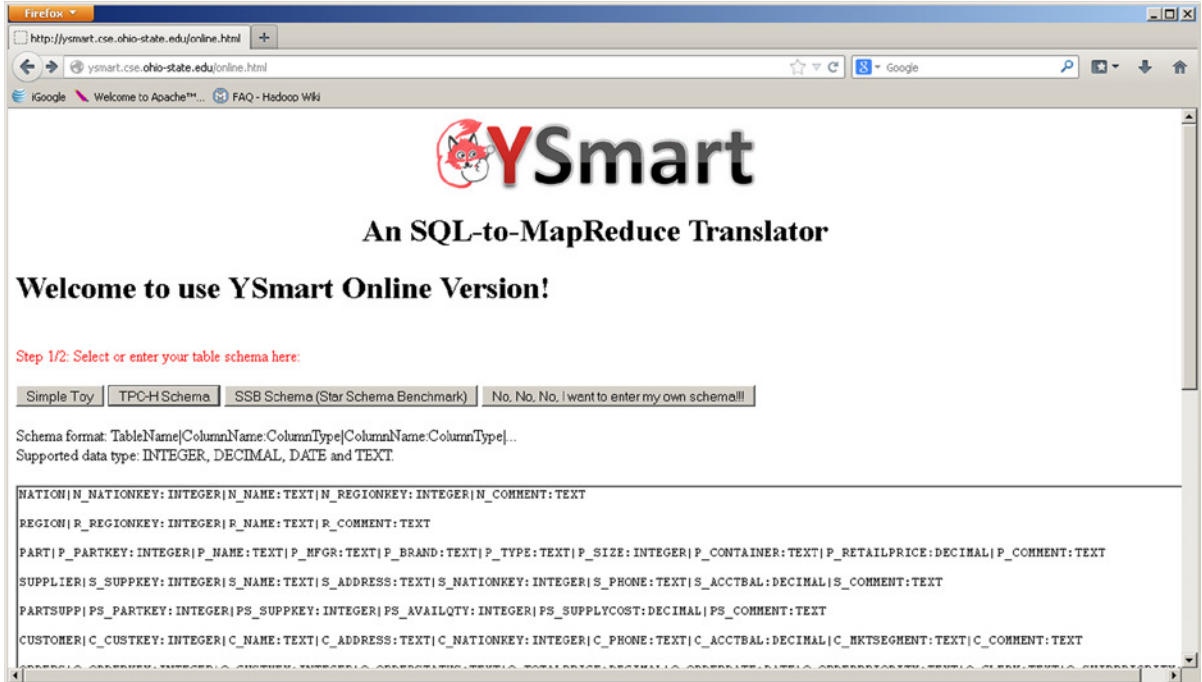 Firefox
http://ysmart.cse.ohio-state.edu/online.html
ysmart.cse.ohio-state.edu/online.html
Google
iGoogle Welcome to Apache™... FAQ - Hadoop Wiki
YSmart
An SQL-to-MapReduce Translator
Welcome to use YSmart Online Version!
Step 1/2: Select or enter your table schema here:
Simple Toy TPC-H Schema SSB Schema (Star Schema Benchmark) No, No, No, I want to enter my own schema!!!
Schema format: TableName|ColumnName:ColumnType|ColumnName:ColumnType|...
Supported data type: INTEGER, DECIMAL, DATE and TEXT.
NATION|N_NATIONKEY:INTEGER|N_NAME:TEXT|N_REGIONKEY:INTEGER|N_COMMENT:TEXT
REGION|R_REGIONKEY:INTEGER|R_NAME:TEXT|R_COMMENT:TEXT
PART|P_PARTKEY:INTEGER|P_NAME:TEXT|P_MFGR:TEXT|P_BRAND:TEXT|P_TYPE:TEXT|P_SIZE:INTEGER|P_CONTAINER:TEXT|P_RETAILPRICE:DECIMAL|P_COMMENT:TEXT
SUPPLIER|S_SUPPKEY:INTEGER|S_NAME:TEXT|S_ADDRESS:TEXT|S_NATIONKEY:INTEGER|S_PHONE:TEXT|S_ACCTBAL:DECIMAL|S_COMMENT:TEXT
PARTSUPP|PS_PARTKEY:INTEGER|PS_SUPPKEY:INTEGER|PS_AVAILQTY:INTEGER|PS_SUPPLYCOST:DECIMAL|PS_COMMENT:TEXT
CUSTOMER|C_CUSTKEY:INTEGER|C_NAME:TEXT|C_ADDRESS:TEXT|C_NATIONKEY:INTEGER|C_PHONE:TEXT|C_ACCTBAL:DECIMAL|C_MKTSEGMENT:TEXT|C_COMMENT:TEXT